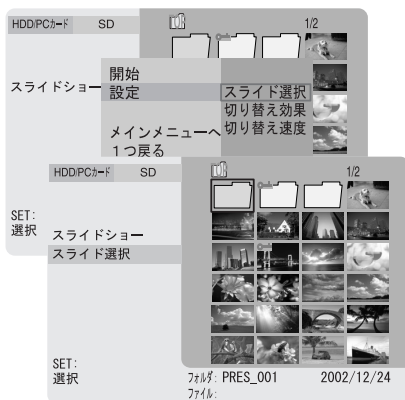 HDD/PCカード SD 1/2
スライドショー
開始
設定
スライド選択
切り替え効果
切り替え速度
メインメニューへ
1つ戻る
SET:
選択
HDD/PCカード SD 1/2
スライドショー
スライド選択
SET:
選択
フォルダ: PRES_001 2002/12/24
ファイル: